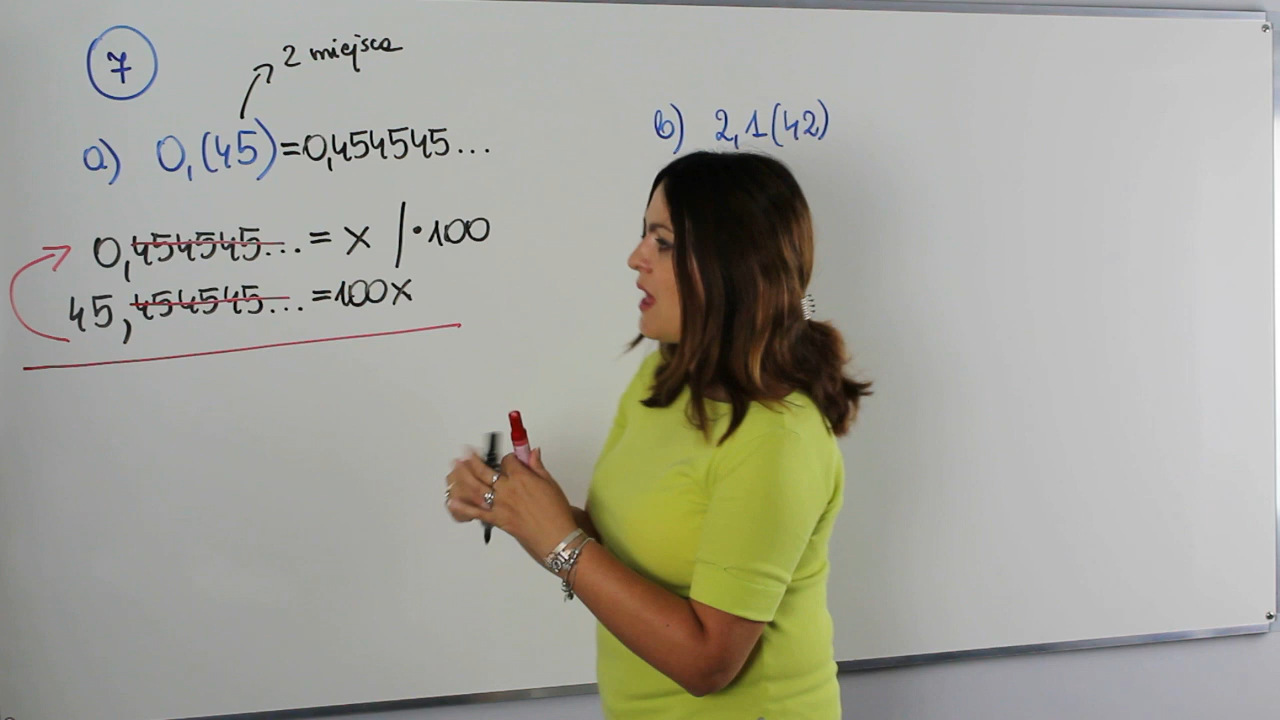 7
2 miejsca
a) 0,(45)=0,454545...
0,454545... = x /·100
45,454545... =100x
b) 2,1(42)